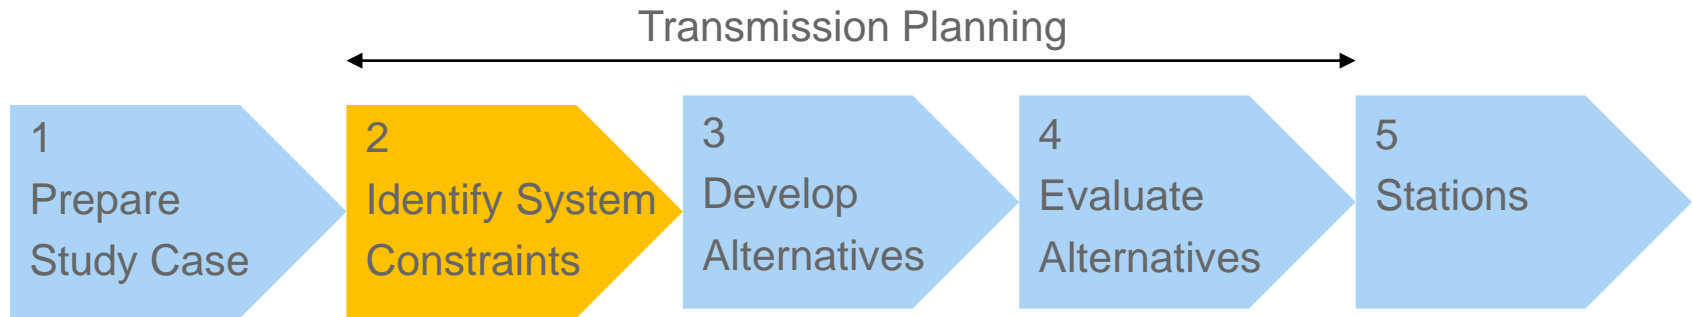 Transmission Planning
1
Prepare
Study Case
2
Identify System
Constraints
3
Develop
Alternatives
4
Evaluate
Alternatives
5
Stations